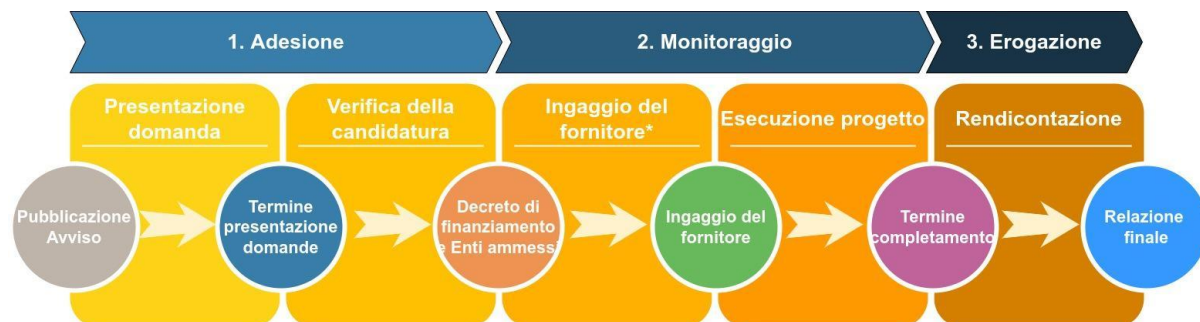 1. Adesione
2. Monitoraggio
3. Erogazione
Presentazione
domanda
Verifica della
candidatura
Ingaggio del
fornitore*
Esecuzione progetto
Rendicontazione
Pubblicazione
Avviso
Termine
presentazione
domande
Decreto di
finanziamento
e Enti ammessi
Ingaggio del
fornitore
Termine
completamento
Relazione
finale